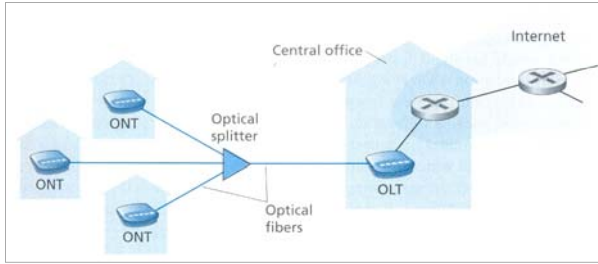 Internet
Central office
ONT
Optical
splitter
ONT
OLT
Optical
fibers
ONT